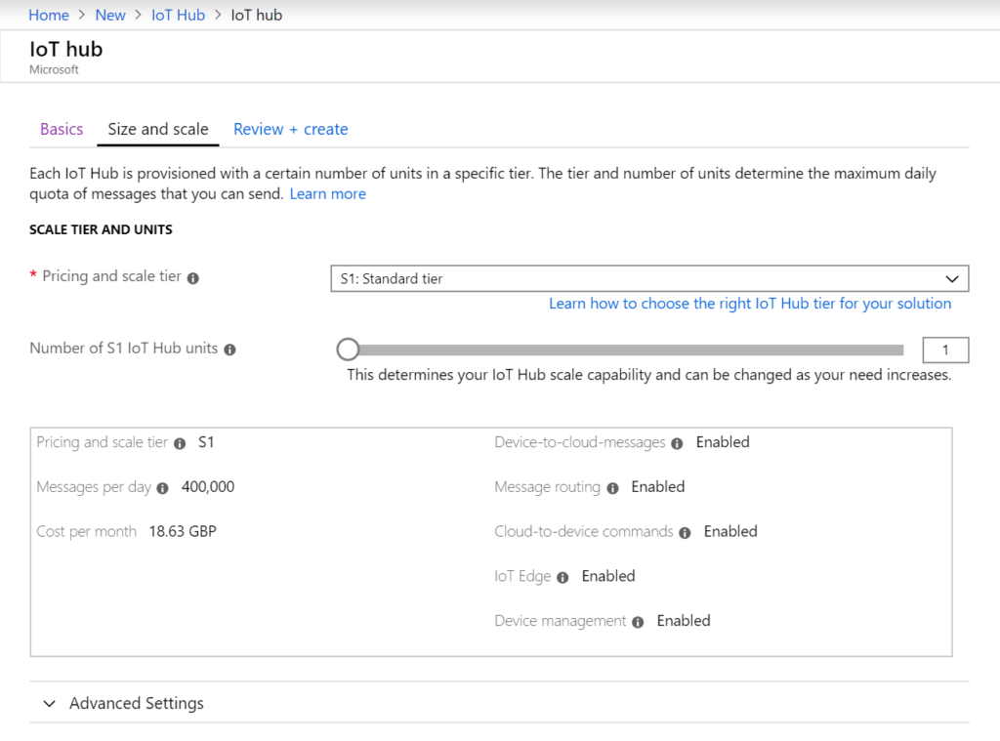 Home > New > IoT Hub > IoT hub
IoT hub
Microsoft
Basics Size and scale Review + create
Each IoT Hub is provisioned with a certain number of units in a specific tier. The tier and number of units determine the maximum daily
quota of messages that you can send. Learn more
SCALE TIER AND UNITS
* Pricing and scale tier
S1: Standard tier
Learn how to choose the right IoT Hub tier for your solution
Number of S1 IoT Hub units
1
This determines your IoT Hub scale capability and can be changed as your need increases.
Pricing and scale tier S1
Messages per day 400,000
Cost per month 18.63 GBP
Device-to-cloud-messages Enabled
Message routing Enabled
Cloud-to-device commands Enabled
IoT Edge Enabled
Device management Enabled
Advanced Settings